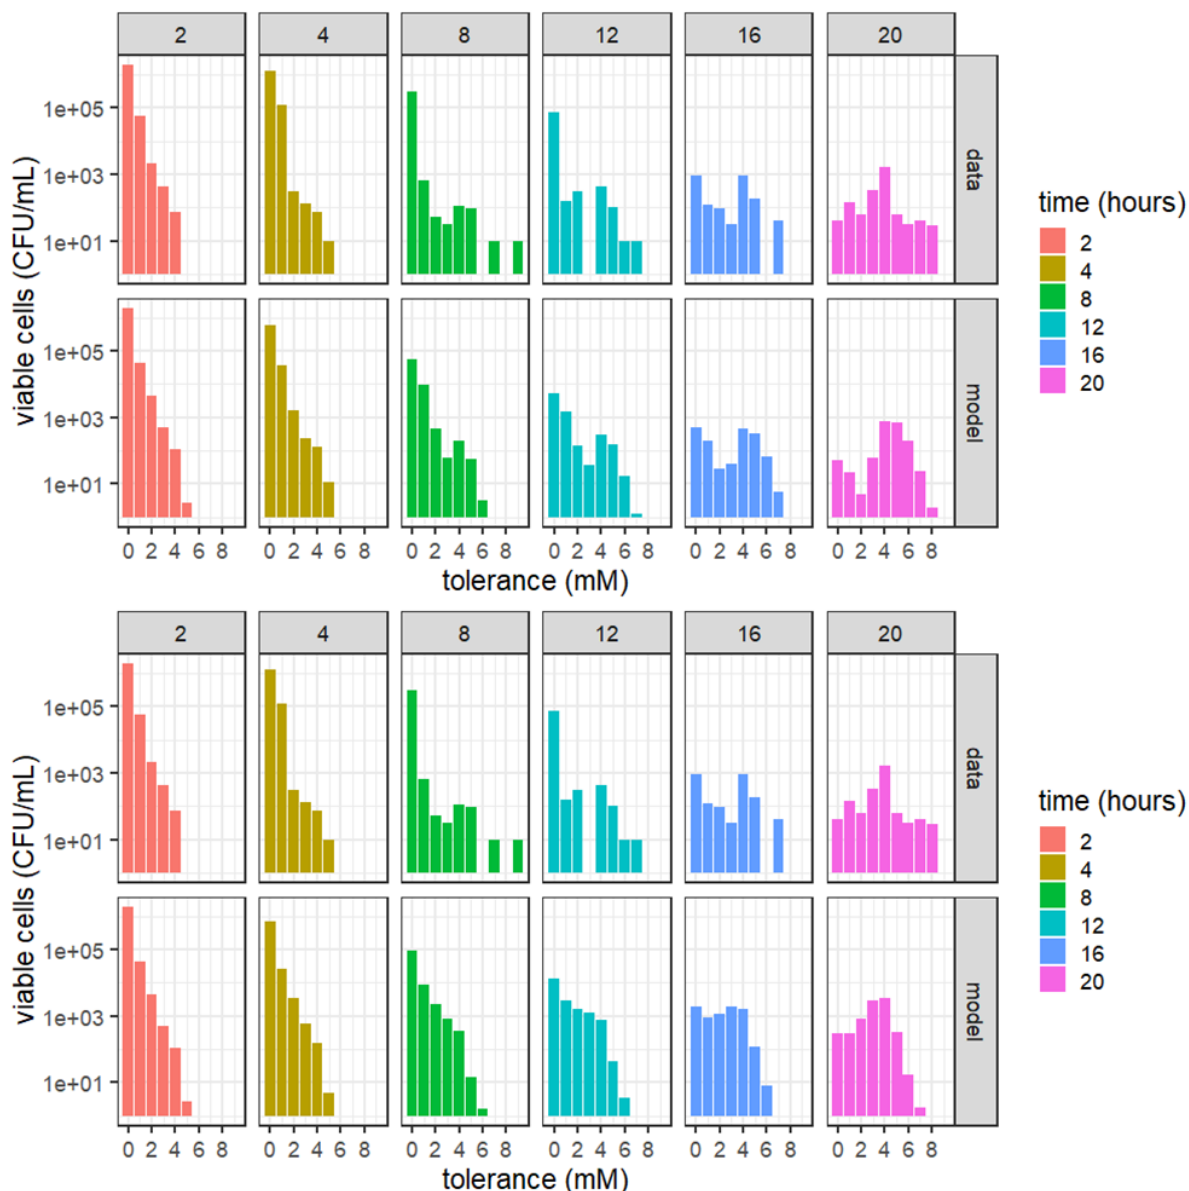 2 4 8 12 16 20
viable cells (CFU/mL)
1e+05
1e+03
1e+01
data
1e+05
1e+03
1e+01
model
0 2 4 6 8 0 2 4 6 8 0 2 4 6 8 0 2 4 6 8 0 2 4 6 8 0 2 4 6 8
tolerance (mM)
time (hours)
2
4
8
12
16
20
2 4 8 12 16 20
viable cells (CFU/mL)
1e+05
1e+03
1e+01
data
1e+05
1e+03
1e+01
model
0 2 4 6 8 0 2 4 6 8 0 2 4 6 8 0 2 4 6 8 0 2 4 6 8 0 2 4 6 8
tolerance (mM)
time (hours)
2
4
8
12
16
20